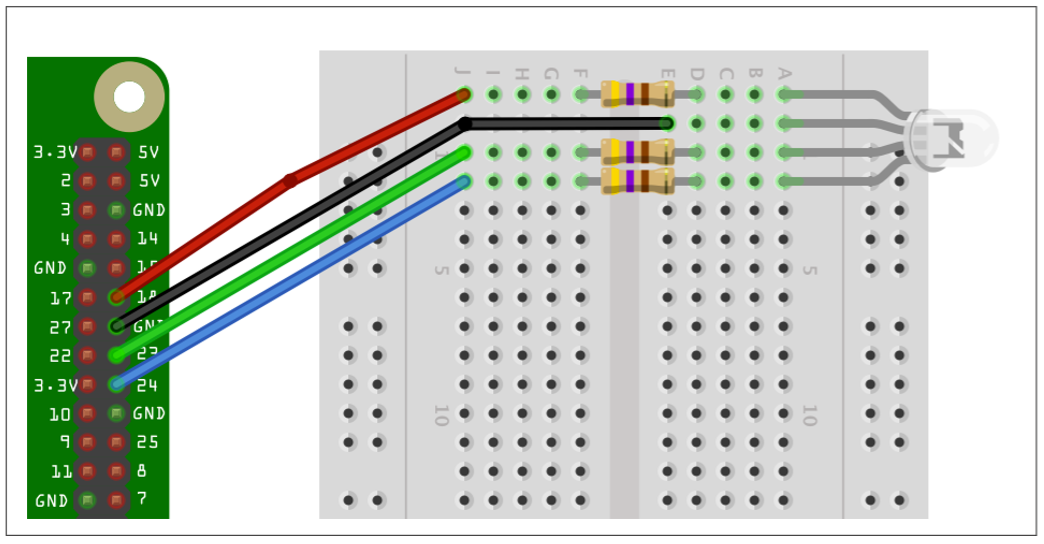 J I H G F E D C B A
3.3V 5V
1
2 5V
3 GND
4 14
GND 15
5 5
17 18
27 GND
22 23
3.3V 24
10 GND
10 10
9 25
11 8
GND 7